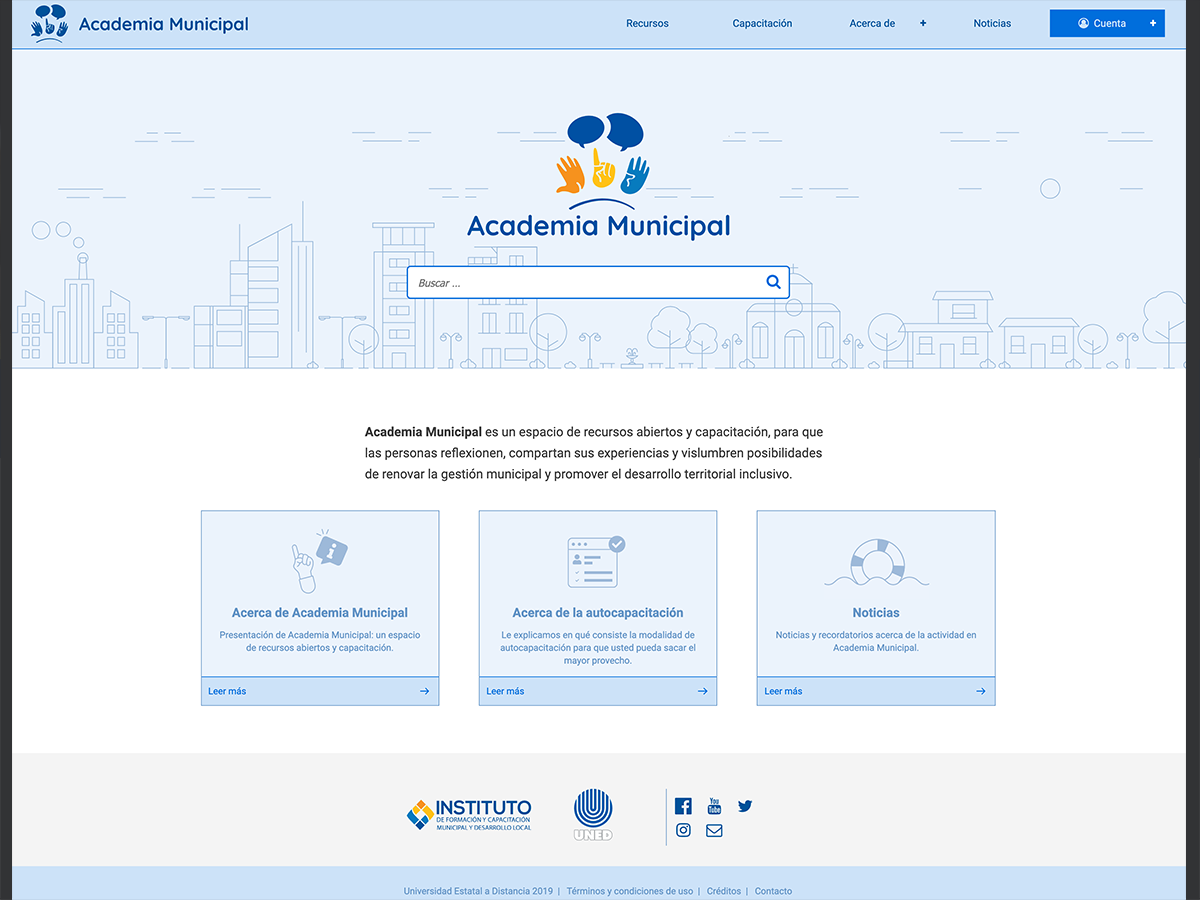 Academia Municipal
Recursos
Capacitación
Acerca de +
Noticias
Cuenta +
Academia Municipal
Buscar ...
Academia Municipal es un espacio de recursos abiertos y capacitación, para que
las personas reflexionen, compartan sus experiencias y vislumbren posibilidades
de renovar la gestión municipal y promover el desarrollo territorial inclusivo.
i
Acerca de Academia Municipal
Presentación de Academia Municipal: un espacio
de recursos abiertos y capacitación.
Leer más
Acerca de la autocapacitación
Le explicamos en qué consiste la modalidad de
autocapacitación para que usted pueda sacar el
mayor provecho.
Leer más
Noticias
Noticias y recordatorios acerca de la actividad en
Academia Municipal.
Leer más
INSTITUTO
DE FORMACIÓN Y CAPACITACIÓN
MUNICIPAL Y DESARROLLO LOCAL
UNED
You
Tube
Universidad Estatal a Distancia 2019 | Términos y condiciones de uso | Créditos | Contacto